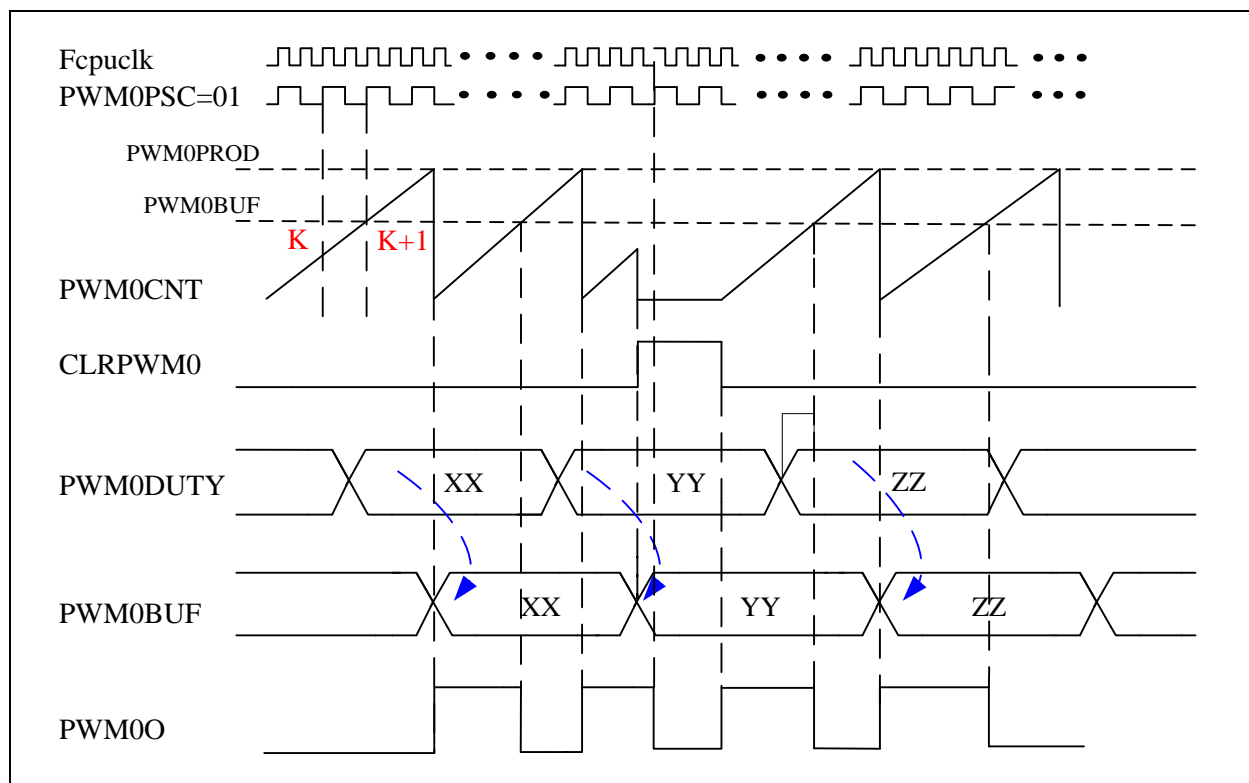 Fcpuclk
PWM0PSC=01
PWM0PROD
PWM0BUF
K K+1
PWM0CNT
CLRPWM0
PWM0DUTY XX YY ZZ
PWM0BUF XX YY ZZ
PWM0O